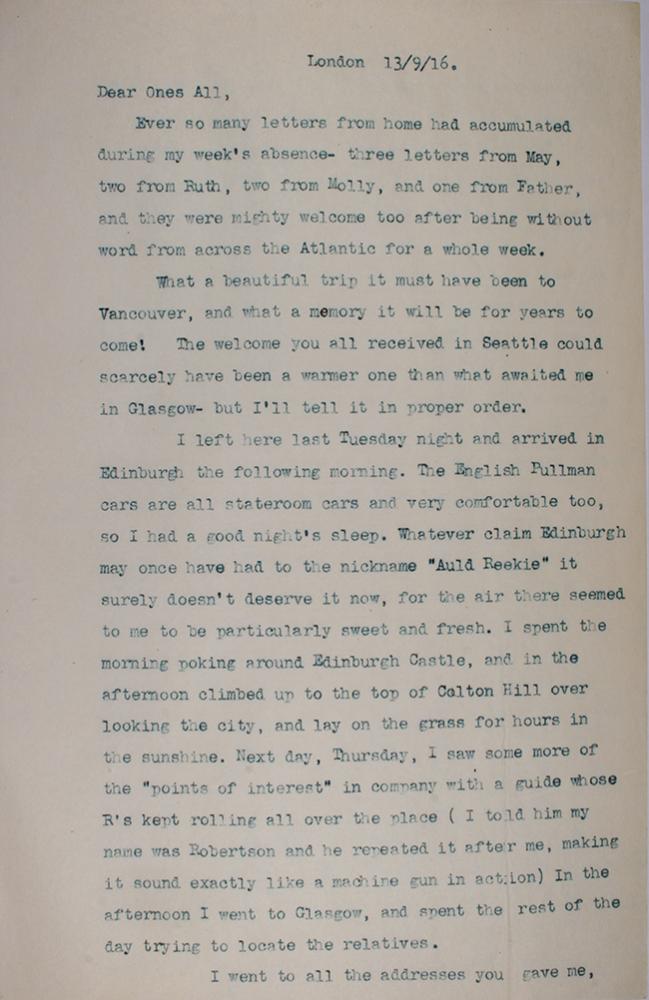 London 13/9/16.
Dear Ones All,
Ever so many letters from home had accumulated
during my week's absence- three letters from May,
two from Ruth, two from Molly, and one from Father,
and they were mighty welcome too after being without
word from across the Atlantic for a whole week.
What a beautiful trip it must have been to
Vancouver, and what a memory it will be for years to
come! The welcome you all received in Seattle could
scarcely have been a warmer one than what awaited me
in Glasgow- but I'll tell it in proper order.
I left here last Tuesday night and arrived in
Edinburgh the following morning. The English Pullman
cars are all stateroom cars and very comfortable too,
so I had a good night's sleep. Whatever claim Edinburgh
may once have had to the nickname "Auld Reekie" it
surely doesn't deserve it now, for the air there seemed
to me to be particularly sweet and fresh. I spent the
morning poking around Edinburgh Castle, and in the
afternoon climbed up to the top of Calton Hill over
looking the city, and lay on the grass for hours in
the sunshine. Next day, Thursday, I saw some more of
the "points of interest" in company with a guide whose
R's kept rolling all over the place ( I told him my
name was Robertson and he repeated it after me, making
it sound exactly like a machine gun in action) In the
afternoon I went to Glasgow, and spent the rest of the
day trying to locate the relatives.
I went to all the addresses you gave me,